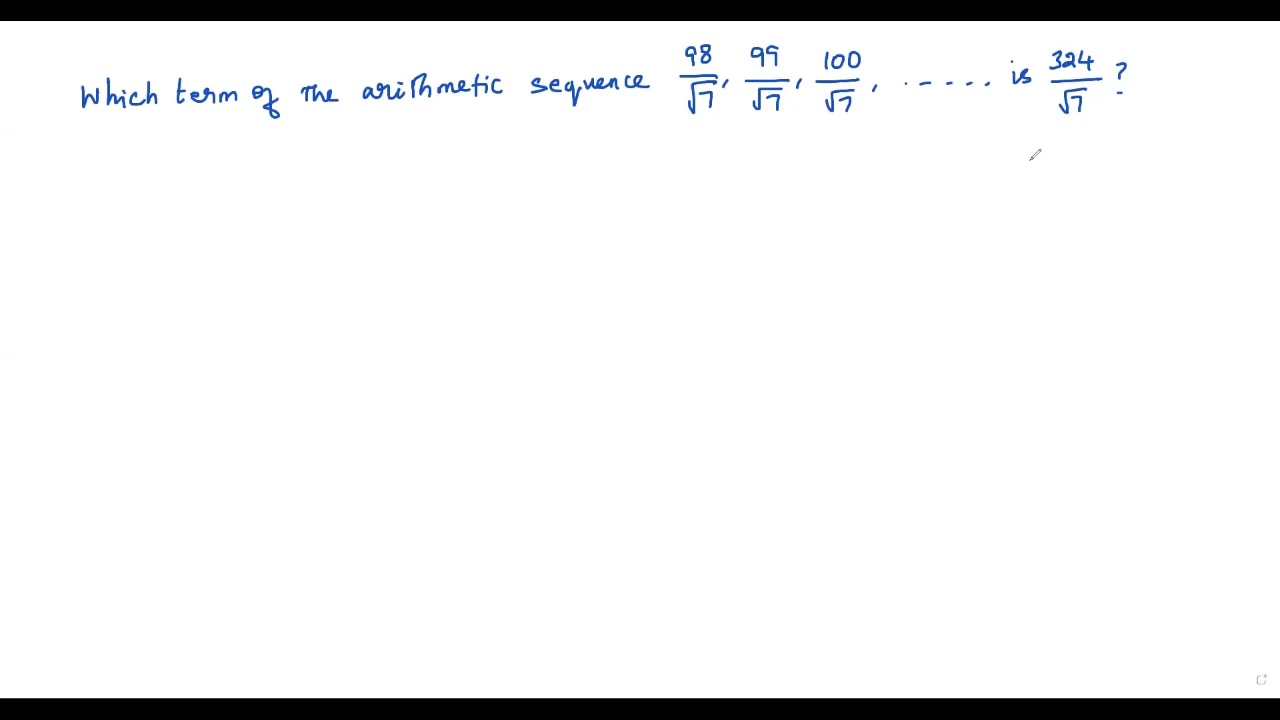 Which term of the arithmetic sequence 98/√7, 99/√7, 100/√7, ...... is 324/√7 ?